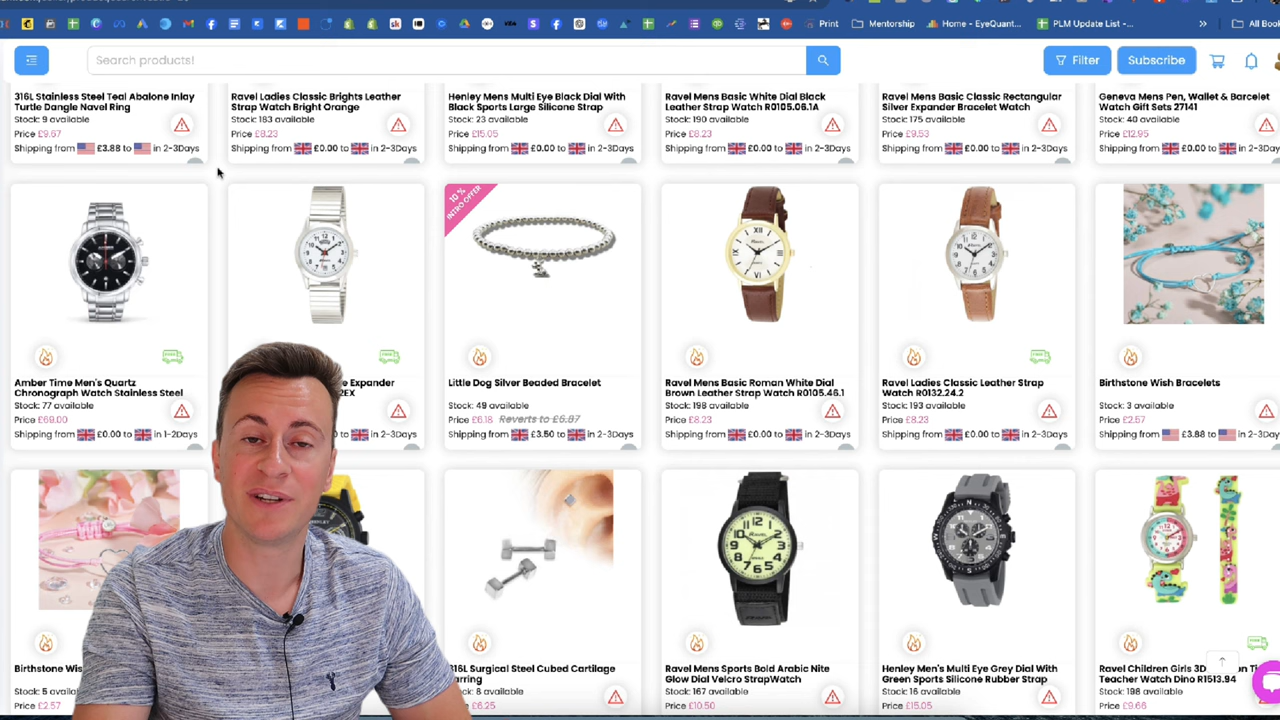 Print
Mentorship
Home - EyeQuant...
PLM Update List -...
»
All Book
Search products!
Filter
Subscribe
316L Stainless Steel Teal Abalone Inlay
Turtle Dangle Navel Ring
Stock: 9 available
Price £9.67
Shipping from £3.88 to in 2-3Days
Ravel Ladies Classic Brights Leather
Strap Watch Bright Orange
Stock: 183 available
Price £8.23
Shipping from £0.00 to in 2-3Days
Henley Mens Multi Eye Black Dial With
Black Sports Large Silicone Strap
Stock: 23 available
Price £15.05
Shipping from £0.00 to in 2-3Days
Ravel Mens Basic White Dial Black
Leather Strap Watch R0105.06.1A
Stock: 190 available
Price £8.23
Shipping from £0.00 to in 2-3Days
Ravel Mens Basic Classic Rectangular
Silver Expander Bracelet Watch
Stock: 175 available
Price £9.53
Shipping from £0.00 to in 2-3Days
Geneva Mens Pen, Wallet & Barcelet
Watch Gift Sets 27141
Stock: 40 available
Price £12.95
Shipping from £0.00 to in 2-3Days
Amber Time Men's Quartz
Chronograph Watch Stainless Steel
Stock: 77 available
Price £69.00
Shipping from £0.00 to in 1-2Days
e Expander
2EX
to in 2-3Days
10 %
INTRO OFFER
Little Dog Silver Beaded Bracelet
Stock: 49 available
Price £6.18 Reverts to £6.87
Shipping from £3.50 to in 2-3Days
Ravel Mens Basic Roman White Dial
Brown Leather Strap Watch R0105.46.1
Stock: 198 available
Price £8.23
Shipping from £0.00 to in 2-3Days
Ravel Ladies Classic Leather Strap
Watch R0132.24.2
Stock: 193 available
Price £8.23
Shipping from £0.00 to in 2-3Days
Birthstone Wish Bracelets
Stock: 3 available
Price £2.57
Shipping from £3.88 to in 2-3Days
Birthstone Wis
Stock: 5 avail
Price £2.57
316L Surgical Steel Cubed Cartilage
arring
8 available
£6.25
Ravel Mens Sports Bold Arabic Nite
Glow Dial Velcro StrapWatch
Stock: 167 available
Price £10.50
Henley Men's Multi Eye Grey Dial With
Green Sports Silicone Rubber Strap
Stock: 16 available
Price £15.05
Ravel Children Girls 3D on Ti
Teacher Watch Dino R1513.94
Stock: 198 available
Price £9.66